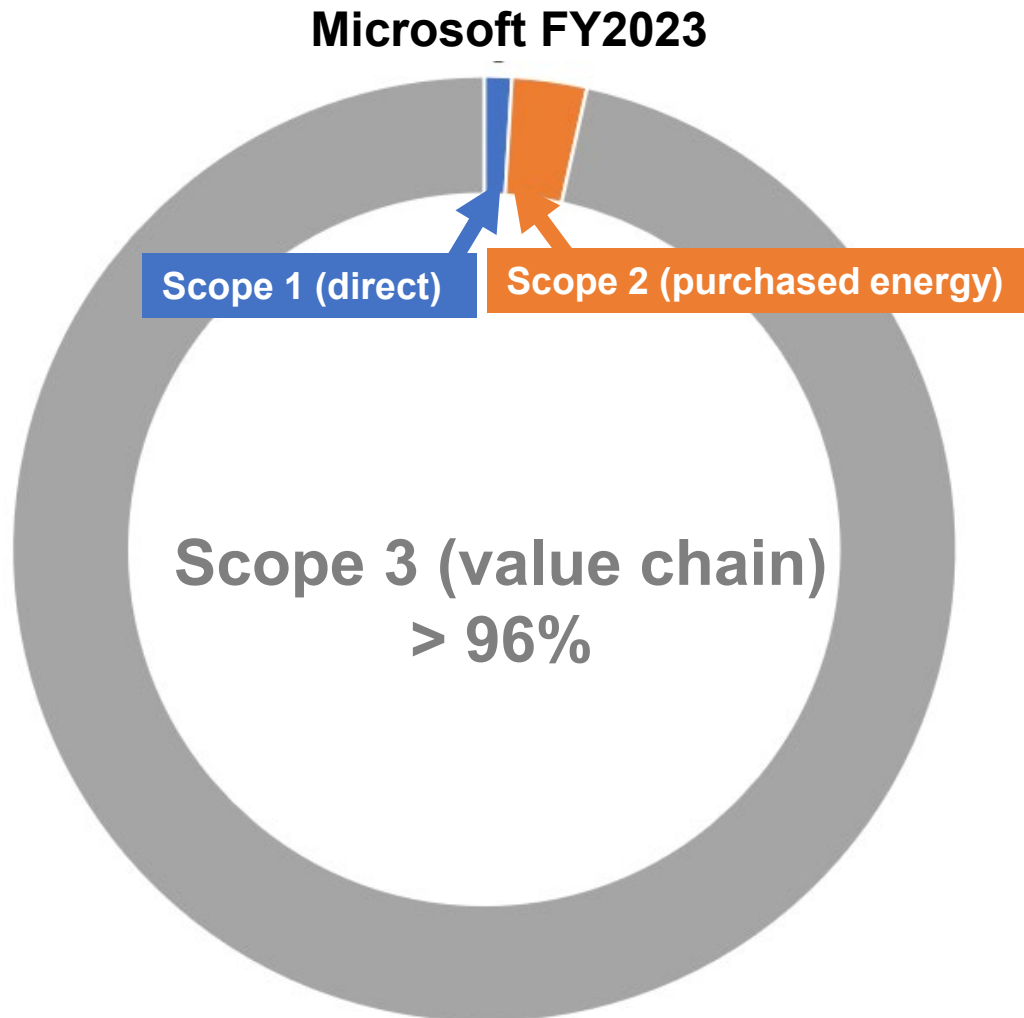 Microsoft FY2023
Scope 1 (direct)
Scope 2 (purchased energy)
Scope 3 (value chain)
> 96%